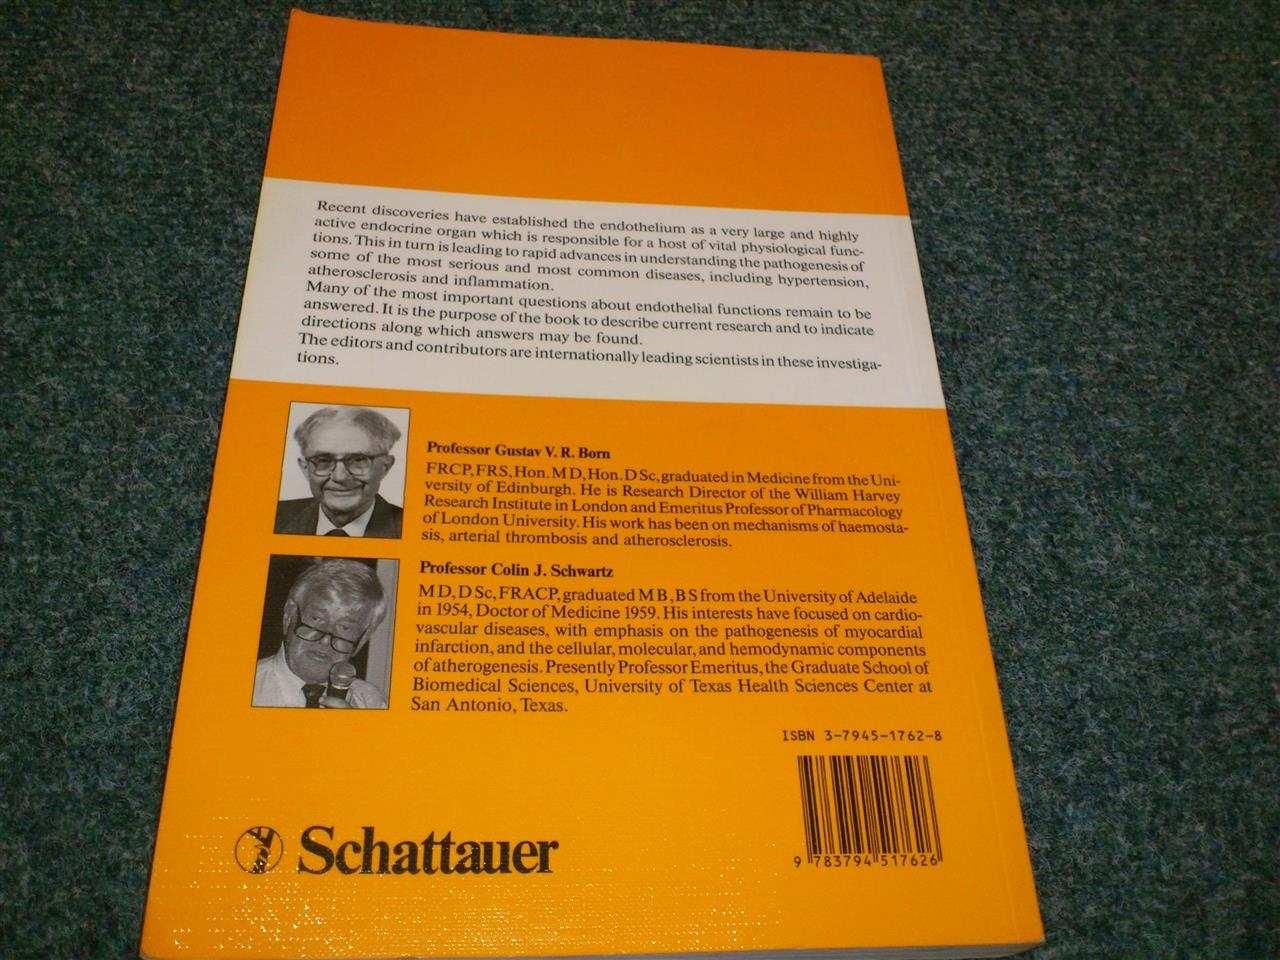 Recent discoveries have established the endothelium as a very large and highly
active endocrine organ which is responsible for a host of vital physiological func-
tions. This in turn is leading to rapid advances in understanding the pathogenesis of
some of the most serious and most common diseases, including hypertension,
atherosclerosis and inflammation.
Many of the most important questions about endothelial functions remain to be
answered. It is the purpose of the book to describe current research and to indicate
directions along which answers may be found.
The editors and contributors are internationally leading scientists in these investiga-
tions.
Professor Gustav V. R. Born
FRCP, FRS, Hon. MD, Hon. DSc, graduated in Medicine from the Uni-
versity of Edinburgh. He is Research Director of the William Harvey
Research Institute in London and Emeritus Professor of Pharmacology
of London University. His work has been on mechanisms of haemosta-
sis, arterial thrombosis and atherosclerosis.
Professor Colin J. Schwartz
MD, DSc, FRACP, graduated MB, BS from the University of Adelaide
in 1954, Doctor of Medicine 1959. His interests have focused on cardio-
vascular diseases, with emphasis on the pathogenesis of myocardial
infarction, and the cellular, molecular, and hemodynamic components
of atherogenesis. Presently Professor Emeritus, the Graduate School of
Biomedical Sciences, University of Texas Health Sciences Center at
San Antonio, Texas.
ISBN 3-7945-1762-8
9 783794 517626
Schattauer